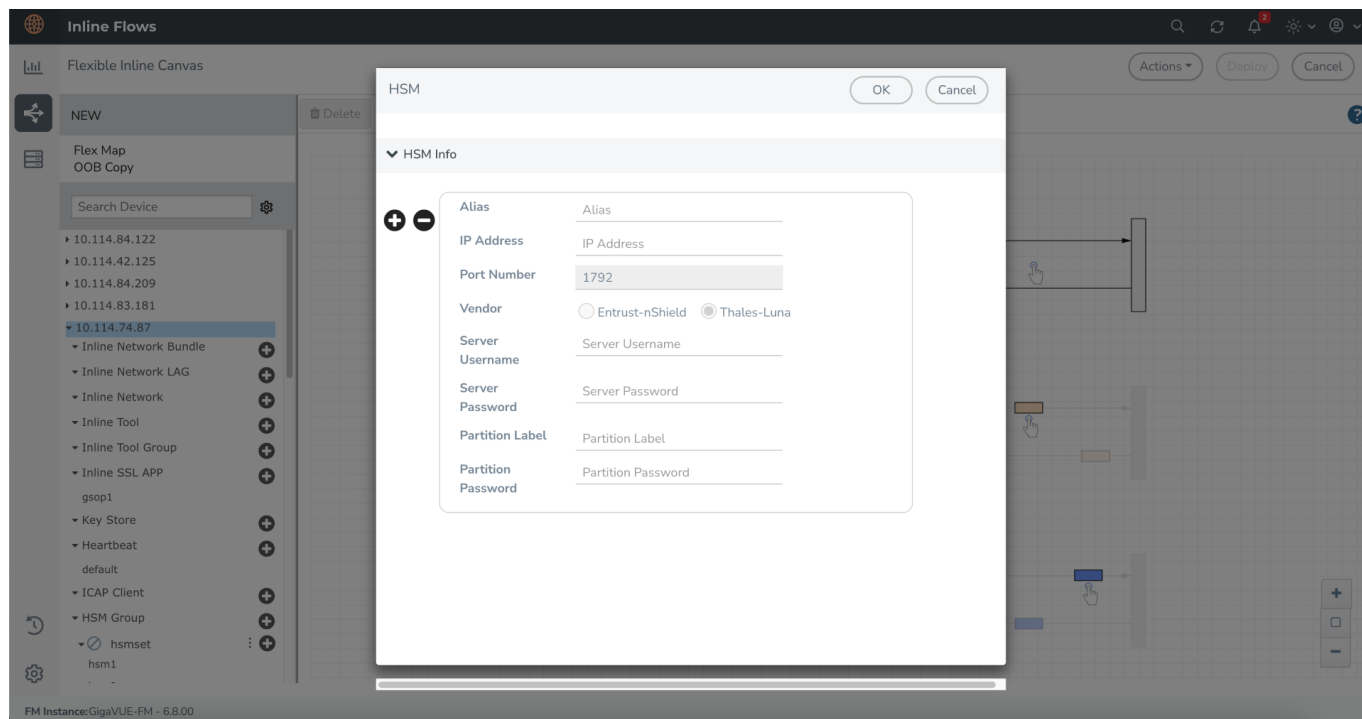 Inline Flows
2
Flexible Inline Canvas
Actions
Deploy
Cancel
NEW
Delete
?
Flex Map
OOB Copy
Search Device
10.114.84.122
10.114.42.125
10.114.84.209
10.114.83.181
10.114.74.87
Inline Network Bundle
Inline Network LAG
Inline Network
Inline Tool
Inline Tool Group
Inline SSL APP
gsop1
Key Store
Heartbeat
default
ICAP Client
HSM Group
hsmset
hsm1
HSM
OK
Cancel
HSM Info
Alias Alias
IP Address IP Address
Port Number 1792
Vendor Entrust-nShield Thales-Luna
Server Server Username
Username
Server Server Password
Password
Partition Label Partition Label
Partition Partition Password
Password
FM Instance:GigaVUE-FM - 6.8.00